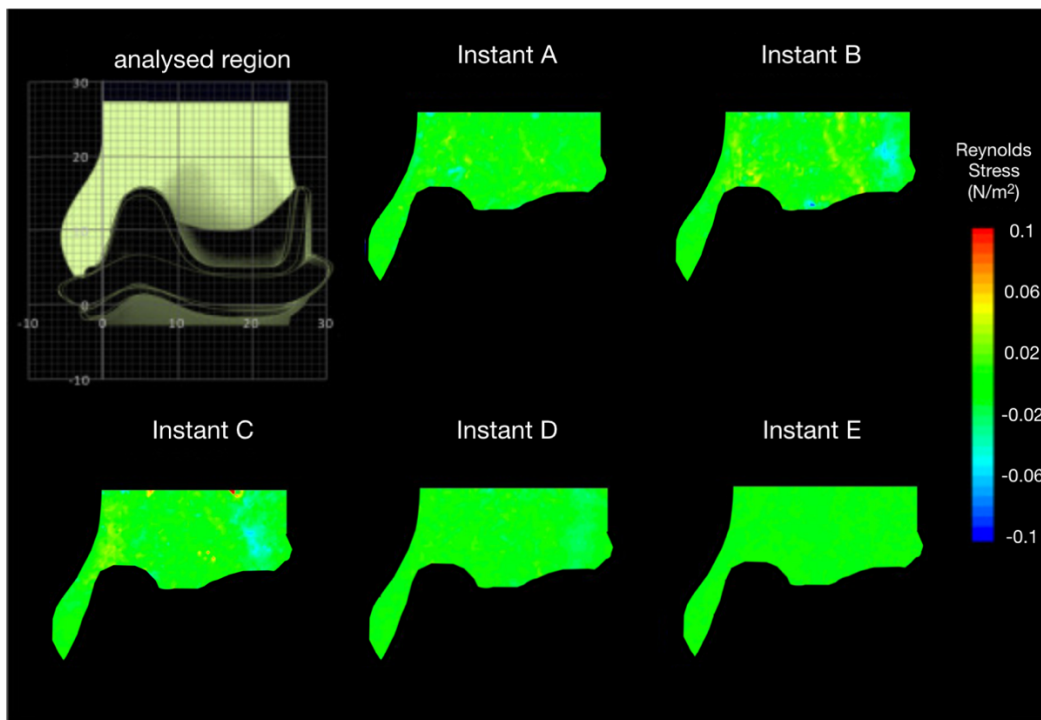 analysed region
Instant A
Instant B
30
20
10
0
-10
0
10
20
30
-10
Reynolds
Stress
(N/m²)
0.1
0.06
0.02
-0.02
-0.06
-0.1
Instant C
Instant D
Instant E